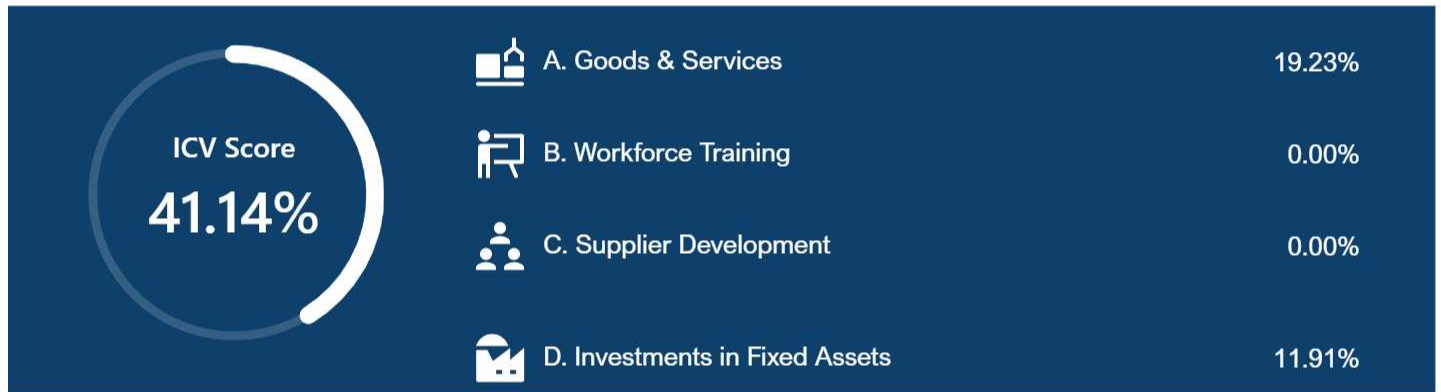 ICV Score
41.14%
A. Goods & Services 19.23%
B. Workforce Training 0.00%
C. Supplier Development 0.00%
D. Investments in Fixed Assets 11.91%